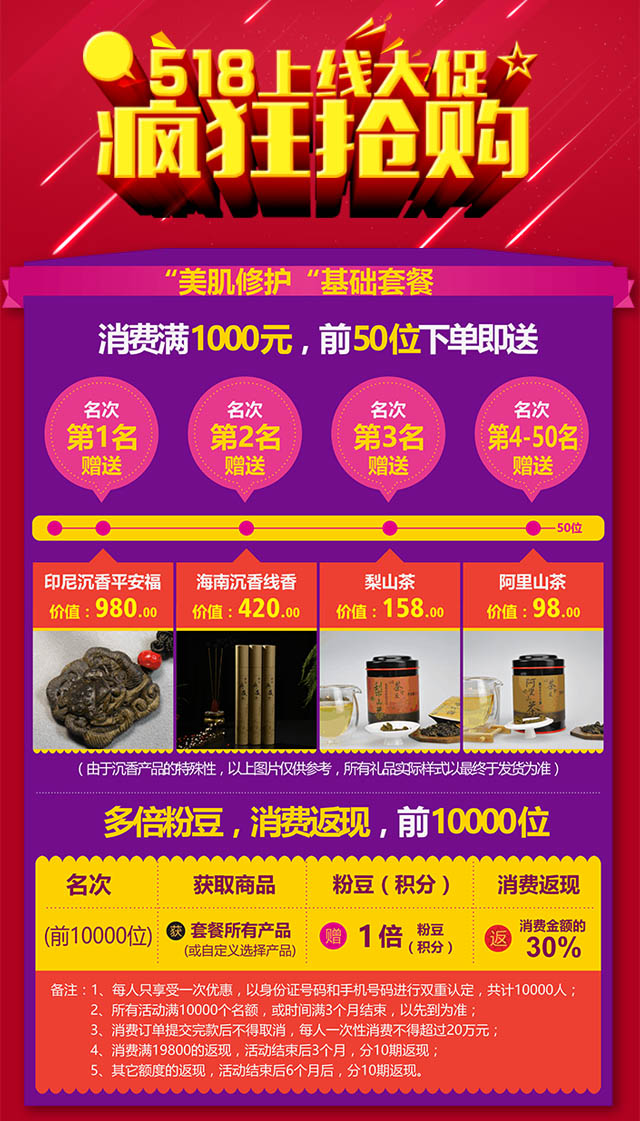 518上线大促
疯狂抢购
“美肌修护“基础套餐
消费满1000元，前50位下单即送
名次
第1名
赠送
名次
第2名
赠送
名次
第3名
赠送
名次
第4-50名
赠送
50位
印尼沉香平安福
价值：980.00
海南沉香线香
价值：420.00
梨山茶
价值：158.00
阿里山茶
价值：98.00
（由于沉香产品的特殊性，以上图片仅供参考，所有礼品实际样式以最终于发货为准）
多倍粉豆，消费返现，前10000位
名次
获取商品
粉豆（积分）
消费返现
(前10000位)
获 套餐所有产品
(或自定义选择产品)
赠 1倍 粉豆
（积分）
返 消费金额的
30%
备注：1、每人只享受一次优惠，以身份证号码和手机号码进行双重认定，共计10000人；
2、所有活动满10000个名额，或时间满3个月结束，以先到为准；
3、消费订单提交完款后不得取消，每人一次性消费不得超过20万元；
4、消费满19800的返现，活动结束后3个月，分10期返现；
5、其它额度的返现，活动结束后6个月后，分10期返现。